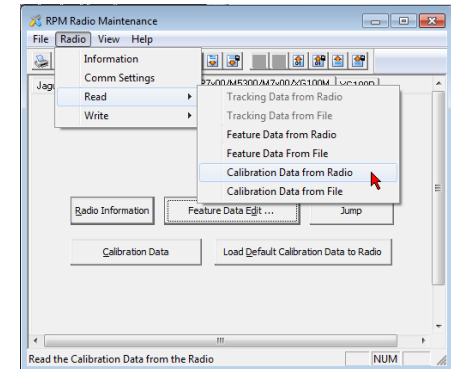 RPM Radio Maintenance
File Radio View Help
Information
Comm Settings
Read
Write
Tracking Data from Radio
Tracking Data from File
Feature Data from Radio
Feature Data From File
Calibration Data from Radio
Calibration Data from File
Radio Information Feature Data Edit ... Jump
Calibration Data Load Default Calibration Data to Radio
Read the Calibration Data from the Radio NUM